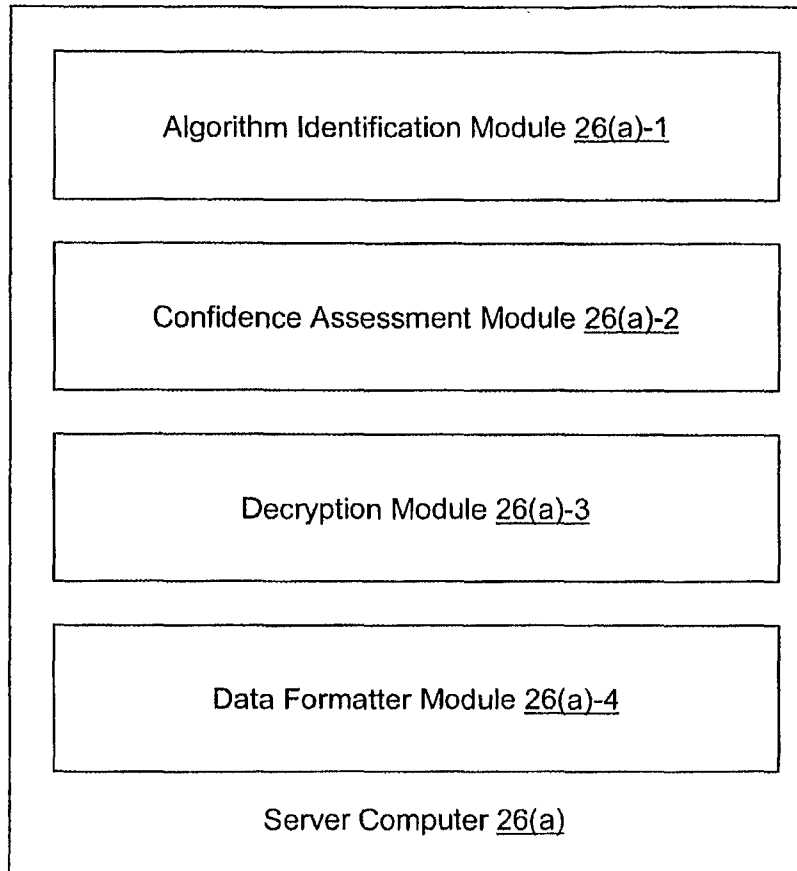 Algorithm Identification Module 26(a)-1
Confidence Assessment Module 26(a)-2
Decryption Module 26(a)-3
Data Formatter Module 26(a)-4
Server Computer 26(a)